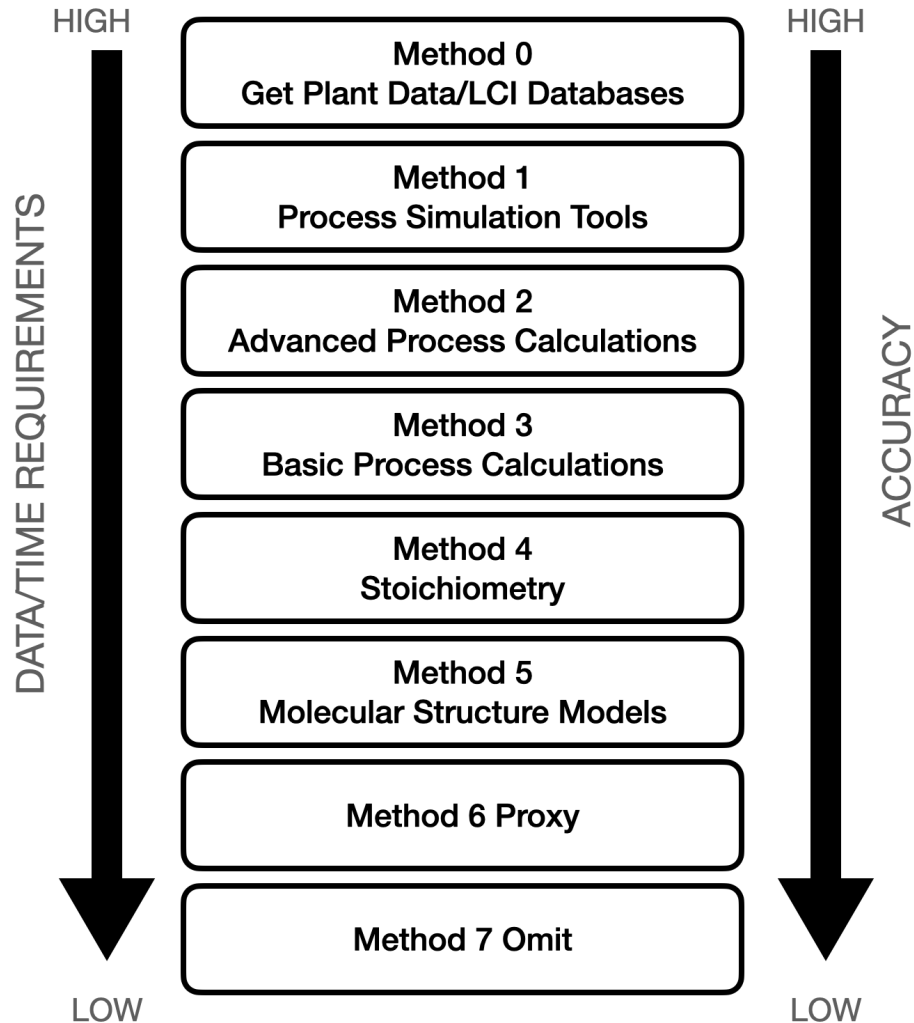 HIGH
HIGH
Method 0
Get Plant Data/LCI Databases
Method 1
Process Simulation Tools
Method 2
Advanced Process Calculations
Method 3
Basic Process Calculations
Method 4
Stoichiometry
Method 5
Molecular Structure Models
Method 6 Proxy
Method 7 Omit
DATA/TIME REQUIREMENTS
ACCURACY
LOW
LOW